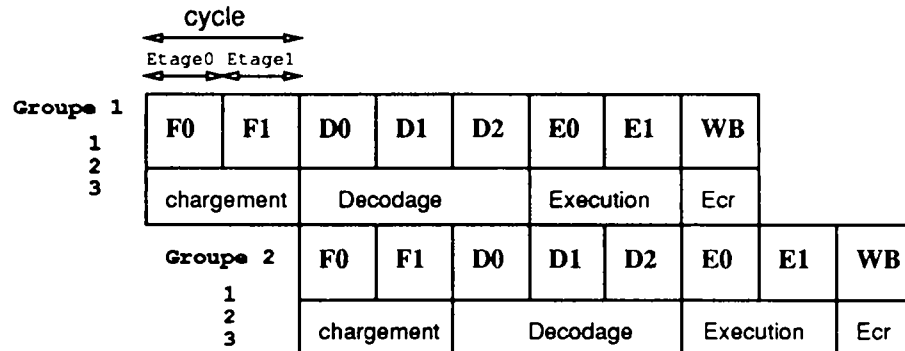 cycle
Etage0 Etage1
Groupe 1
F0 F1 D0 D1 D2 E0 E1 WB
1
2
3
chargement Decodage Execution Ecr
Groupe 2
F0 F1 D0 D1 D2 E0 E1 WB
1
2
3
chargement Decodage Execution Ecr